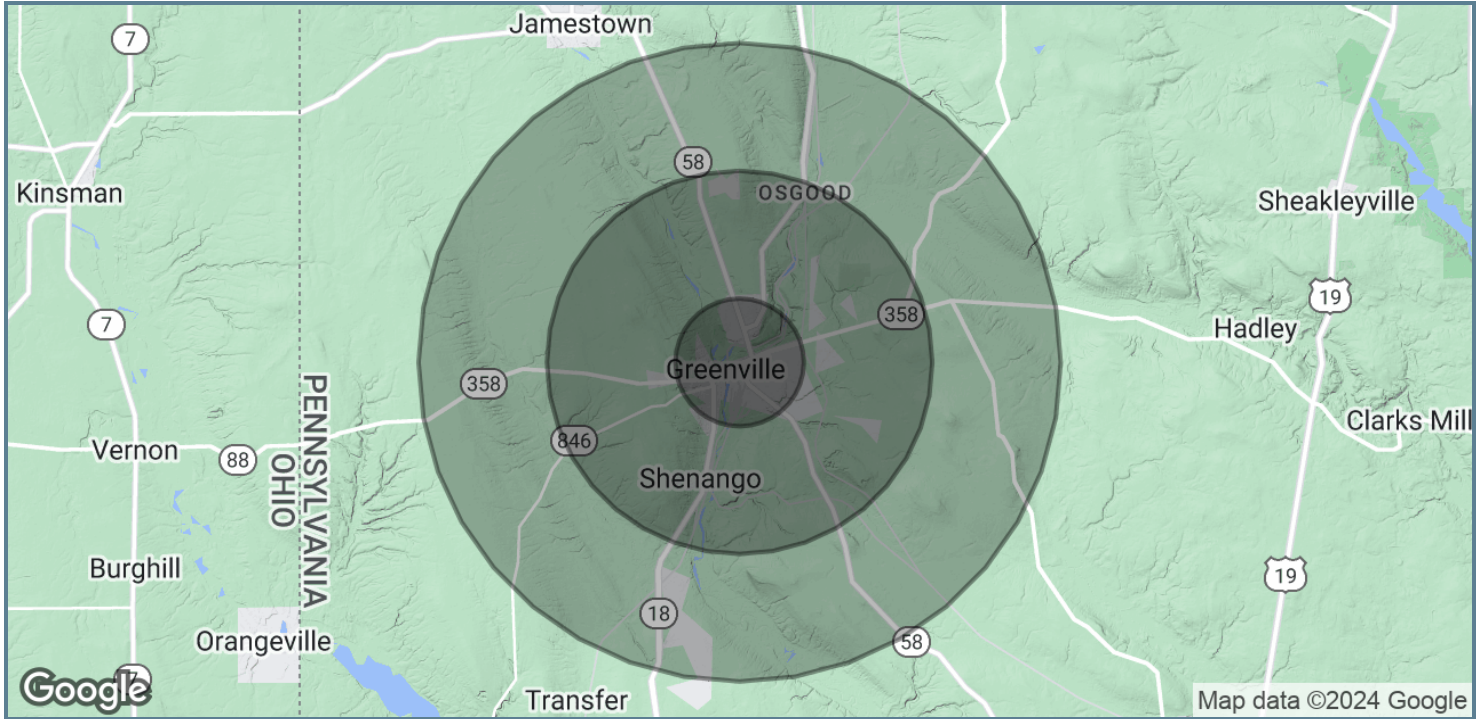 Jamestown
7
58
Kinsman
OSGOOD
Sheakleyville
19
7
358
Hadley
Greenville
358
PENNSYLVANIA
OHIO
846
Clarks Mill
Vernon
88
Shenango
Burghill
19
18
Orangeville
58
7
Google
Transfer
Map data ©2024 Google